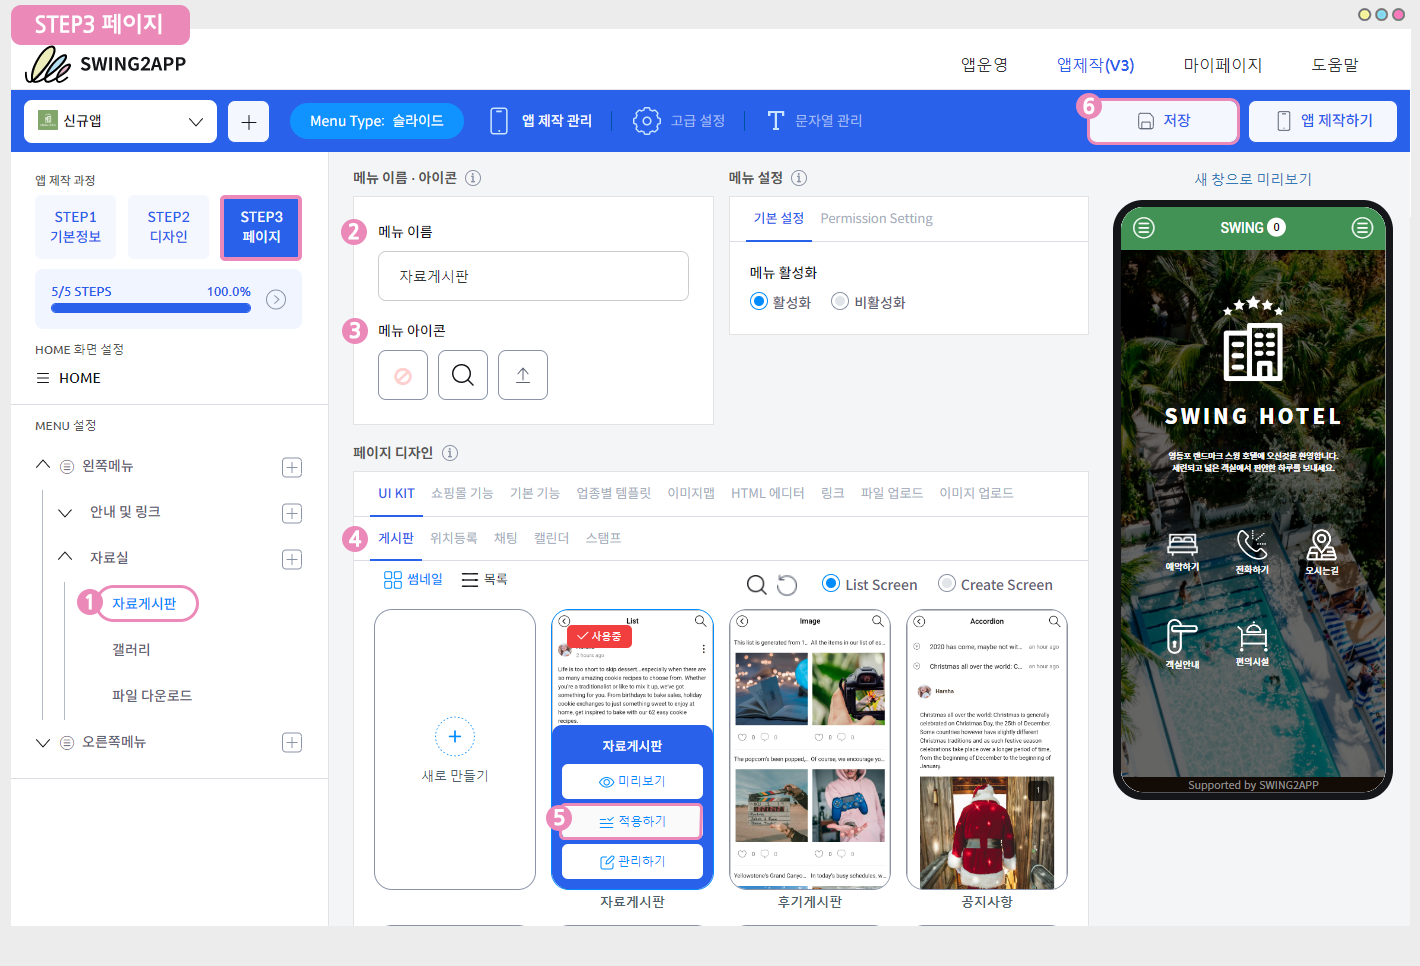 STEP3 페이지
SWING2APP
앱운영
앱제작(V3)
마이페이지
도움말
신규앱
Menu Type: 슬라이드
앱 제작 관리
고급 설정
문자열 관리
6
저장
앱 제작하기
앱 제작 과정
STEP1
기본정보
STEP2
디자인
STEP3
페이지
5/5 STEPS
100.0%
HOME 화면 설정
HOME
MENU 설정
왼쪽메뉴
안내 및 링크
자료실
1
자료게시판
갤러리
파일 다운로드
오른쪽메뉴
메뉴 이름 · 아이콘
2
메뉴 이름
자료게시판
3
메뉴 아이콘
메뉴 설정
기본 설정
Permission Setting
메뉴 활성화
활성화
비활성화
페이지 디자인
UI KIT
쇼핑몰 기능
기본 기능
업종별 템플릿
이미지맵
HTML 에디터
링크
파일 업로드
이미지 업로드
4
게시판
위치등록
채팅
캘린더
스탬프
썸네일
목록
List Screen
Create Screen
새로 만들기
List
사용중
2 hours ago
Life is too short to skip dessert...especially when there are
so many amazing cookie recipes to choose from. Whether
you're a traditionalist or like to mix it up, we've got
something for you. From birthdays to bake sales, holiday
cookie exchanges to just something sweet to enjoy at
home, get inspired to bake with our 62 easy cookie
recipes.
자료게시판
미리보기
5
적용하기
관리하기
자료게시판
Image
This list is generated from 1...
All the items in our list of es...
0 0
0 0
The popcorn's been popped,...
Of course, we encourage yo...
0 0
0 0
Yellowstone's Grand Canyo...
In today's busy schedules, w...
후기게시판
Accordion
2020 has come, maybe not wit...
an hour ago
Christmas all over the world: C...
an hour ago
Harsha
Christmas all over the world: Christmas is generally
celebrated on Christmas Day, the 25th of December.
Some countries however have slightly different
Christmas traditions and as such festive season
celebrations take place over a longer period of time,
from the beginning of December to the beginning of
January.
1
공지사항
새 창으로 미리보기
SWING 0
SWING HOTEL
영등포 랜드마크 스윙 호텔에 오신것을 환영합니다.
세련되고 넓은 객실에서 편안한 하루를 보내세요.
예약하기
전화하기
오시는길
객실안내
편의시설
Supported by SWING2APP